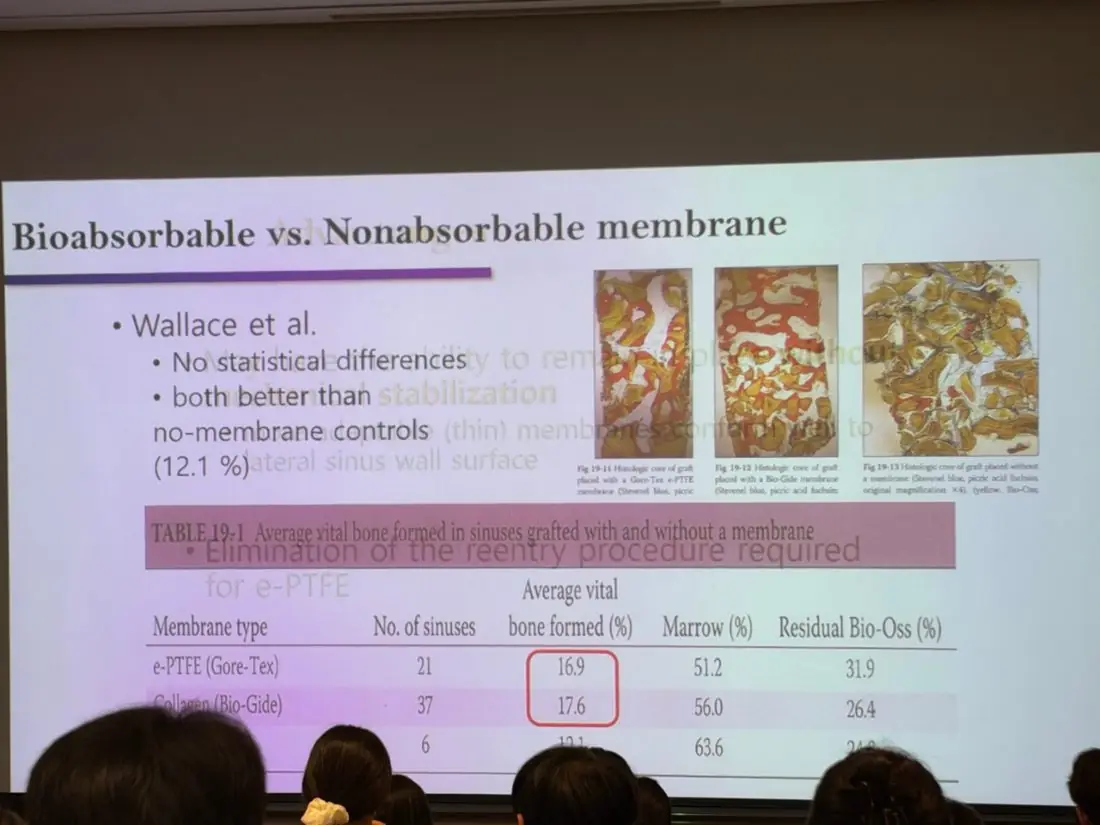 Bioabsorbable vs. Nonabsorbable membrane
• Wallace et al.
• No statistical differences
• both better than
no-membrane controls
(12.1 %)
stabilization
(thin) membranes conform to
lateral sinus wall surface
Fig 19-11 Histologic core of graft
placed with a Gore-Tex e-PTFE
membrane (Stevenel blue, picric
Fig 19-12 Histologic core of graft
placed with a Bio-Gide membrane
(Stevenel blue, picric acid fuchsin;
Fig 19-13 Histologic core of graft placed without
a membrane (Stevenel blue, picric acid fuchsin;
original magnification ×4). (yellow, Bio-Oss;
TABLE 19-1 Average vital bone formed in sinuses grafted with and without a membrane
• Elimination of the reentry procedure required
for e-PTFE
Membrane type No. of sinuses Average vital bone formed (%) Marrow (%) Residual Bio-Oss (%)
e-PTFE (Gore-Tex) 21 16.9 51.2 31.9
Collagen (Bio-Gide) 37 17.6 56.0 26.4
6 12.1 63.6